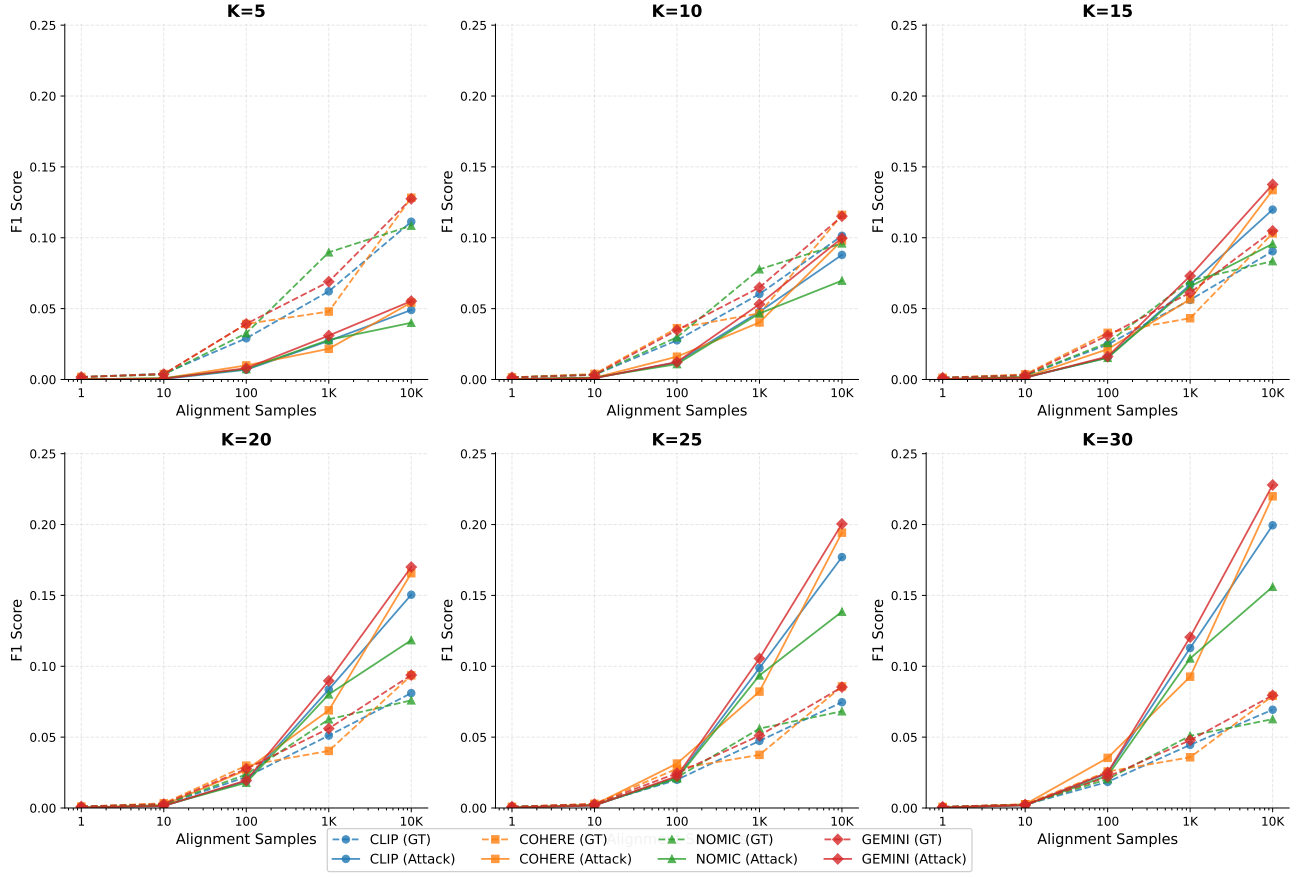 K=5
K=10
K=15
0.25
0.20
0.15
0.10
0.05
0.00
F1 Score
1
10
100
1K
10K
Alignment Samples
0.25
0.20
0.15
0.10
0.05
0.00
F1 Score
1
10
100
1K
10K
Alignment Samples
0.25
0.20
0.15
0.10
0.05
0.00
F1 Score
1
10
100
1K
10K
Alignment Samples
K=20
K=25
K=30
0.25
0.20
0.15
0.10
0.05
0.00
F1 Score
1
10
100
1K
10K
Alignment Samples
0.25
0.20
0.15
0.10
0.05
0.00
F1 Score
1
10
100
1K
10K
Alignment Samples
0.25
0.20
0.15
0.10
0.05
0.00
F1 Score
1
10
100
1K
10K
Alignment Samples
CLIP (GT)
CLIP (Attack)
COHERE (GT)
COHERE (Attack)
NOMIC (GT)
NOMIC (Attack)
GEMINI (GT)
GEMINI (Attack)